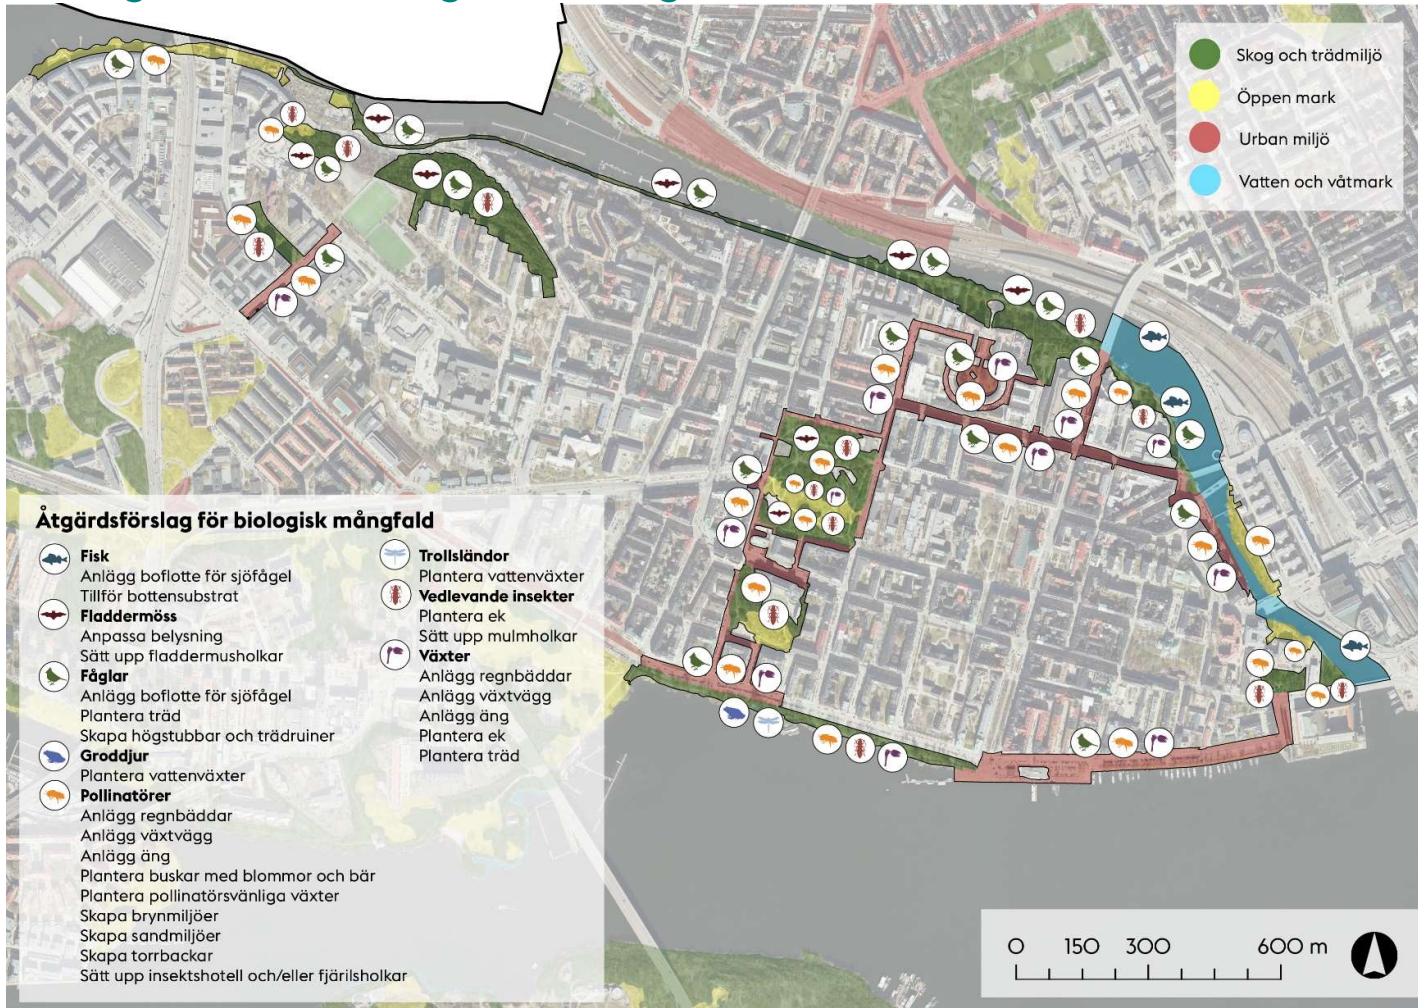 Skog och trädmiljö
Öppen mark
Urban miljö
Vatten och våtmark
Åtgärdsförslag för biologisk mångfald
Fisk
Anlägg boflotte för sjöfågel
Tillför bottensubstrat
Fladdermöss
Anpassa belysning
Sätt upp fladdermusholkar
Fåglar
Anlägg boflotte för sjöfågel
Plantera träd
Skapa högstubbar och trädruiner
Groddjur
Plantera vattenväxter
Pollinatörer
Anlägg regnbäddar
Anlägg växtvägg
Anlägg äng
Plantera buskar med blommor och bär
Plantera pollinatörsvänliga växter
Skapa brynmiljöer
Skapa sandmiljöer
Skapa torrbackar
Sätt upp insektshotell och/eller fjärilsholkar
Trollsländor
Plantera vattenväxter
Vedlevande insekter
Plantera ek
Sätt upp mulmholkar
Växter
Anlägg regnbäddar
Anlägg växtvägg
Anlägg äng
Plantera ek
Plantera träd
0 150 300 600 m